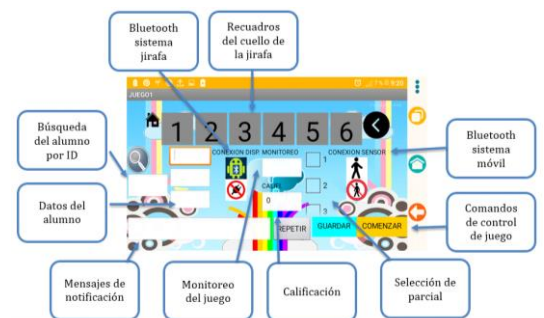 Bluetooth
sistema
jirafa
Recuadros
del cuello de
la jirafa
JUEGO1
1 2 3 4 5 6
Búsqueda
del alumno
por ID
CONEXION DISP. MONITOREO
CONEXION SENSOR
Bluetooth
sistema
móvil
1
CALIFI.
2
0
3
Datos del
alumno
REPETIR GUARDAR COMENZAR
Comandos
de control
de juego
Mensajes de
notificación
Monitoreo
del juego
Calificación
Selección de
parcial